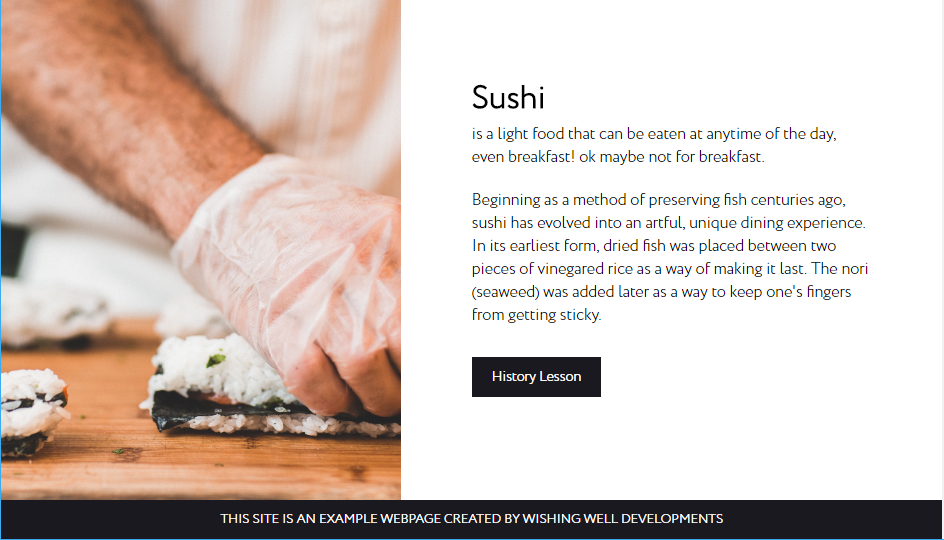 Sushi
is a light food that can be eaten at anytime of the day,
even breakfast! ok maybe not for breakfast.
Beginning as a method of preserving fish centuries ago,
sushi has evolved into an artful, unique dining experience.
In its earliest form, dried fish was placed between two
pieces of vinegared rice as a way of making it last. The nori
(seaweed) was added later as a way to keep one's fingers
from getting sticky.
History Lesson
THIS SITE IS AN EXAMPLE WEBPAGE CREATED BY WISHING WELL DEVELOPMENTS